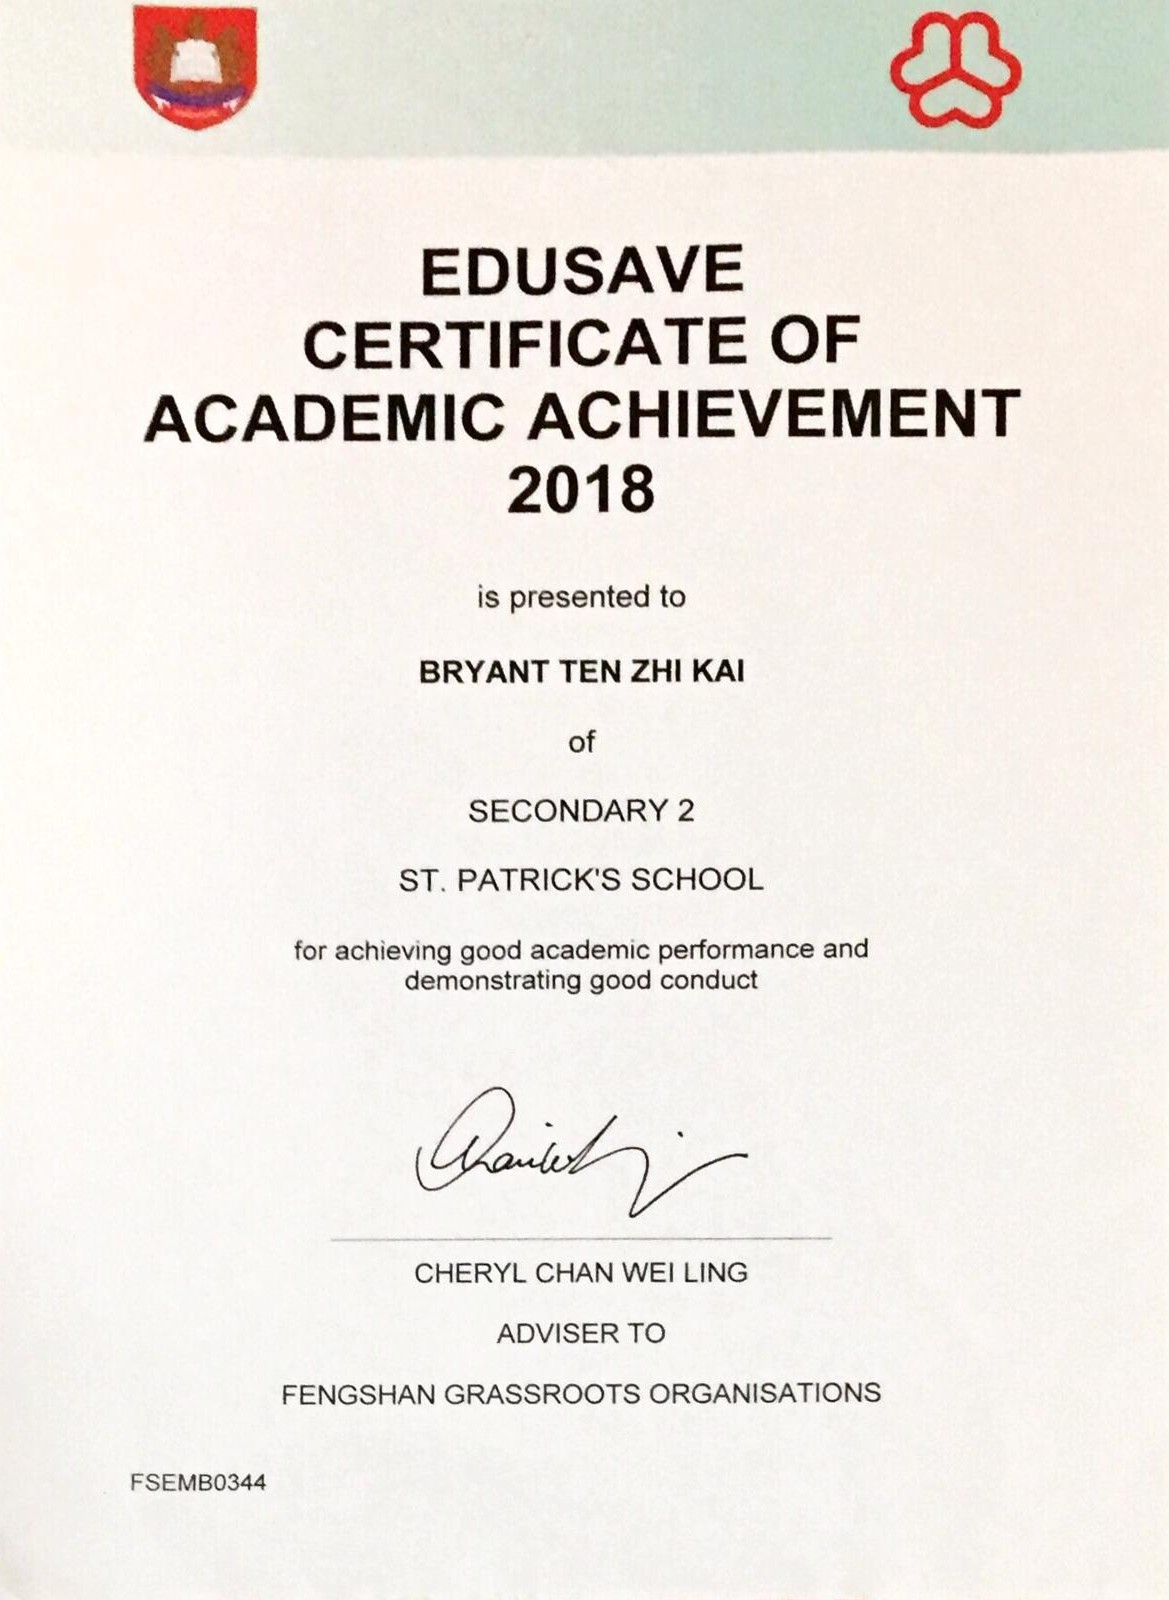 EDUSAVE
CERTIFICATE OF
ACADEMIC ACHIEVEMENT
2018
is presented to
BRYANT TEN ZHI KAI
of
SECONDARY 2
ST. PATRICK'S SCHOOL
for achieving good academic performance and
demonstrating good conduct
CHERYL CHAN WEI LING
ADVISER TO
FENGSHAN GRASSROOTS ORGANISATIONS
FSEMB0344